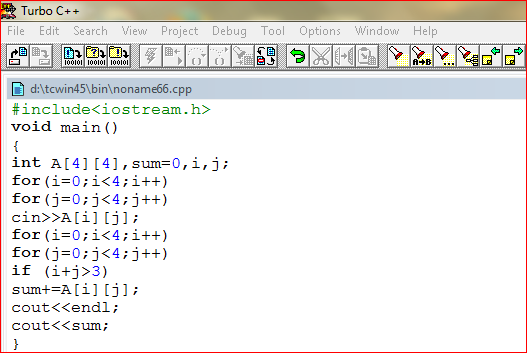 Turbo C++
File Edit Search View Project Debug Tool Options Window Help
A→B
d:\tcwin45\bin\noname66.cpp
#include<iostream.h>
void main()
{
int A[4][4],sum=0,i,j;
for(i=0;i<4;i++)
for(j=0;j<4;j++)
cin>>A[i][j];
for(i=0;i<4;i++)
for(j=0;j<4;j++)
if (i+j>3)
sum+=A[i][j];
cout<<endl;
cout<<sum;
}